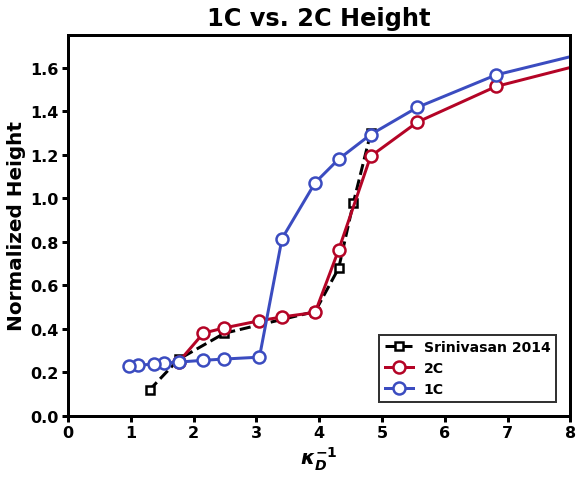 1C vs. 2C Height
Normalized Height
1.6
1.4
1.2
1.0
0.8
0.6
0.4
0.2
0.0
0 1 2 3 4 5 6 7 8
κ_D^{-1}
Srinivasan 2014
2C
1C